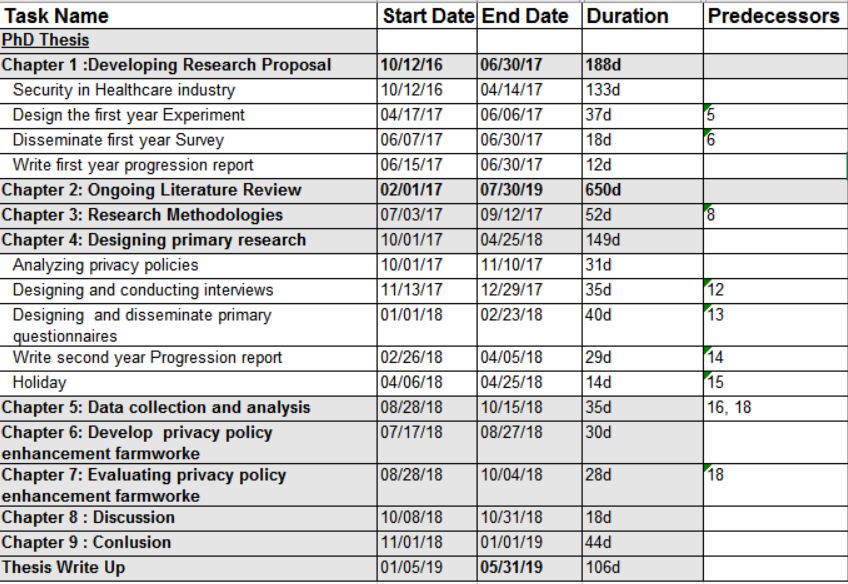 Task Name Start Date End Date Duration Predecessors
PhD Thesis
Chapter 1 :Developing Research Proposal 10/12/16 06/30/17 188d
Security in Healthcare industry 10/12/16 04/14/17 133d
Design the first year Experiment 04/17/17 06/06/17 37d 5
Disseminate first year Survey 06/07/17 06/30/17 18d 6
Write first year progression report 06/15/17 06/30/17 12d
Chapter 2: Ongoing Literature Review 02/01/17 07/30/19 650d
Chapter 3: Research Methodologies 07/03/17 09/12/17 52d 8
Chapter 4: Designing primary research 10/01/17 04/25/18 149d
Analyzing privacy policies 10/01/17 11/10/17 31d
Designing and conducting interviews 11/13/17 12/29/17 35d 12
Designing and disseminate primary 01/01/18 02/23/18 40d 13
questionnaires
Write second year Progression report 02/26/18 04/05/18 29d 14
Holiday 04/06/18 04/25/18 14d 15
Chapter 5: Data collection and analysis 08/28/18 10/15/18 35d 16, 18
Chapter 6: Develop privacy policy 07/17/18 08/27/18 30d
enhancement farmworke
Chapter 7: Evaluating privacy policy 08/28/18 10/04/18 28d 18
enhancement farmworke
Chapter 8 : Discussion 10/08/18 10/31/18 18d
Chapter 9 : Conlusion 11/01/18 01/01/19 44d
Thesis Write Up 01/05/19 05/31/19 106d